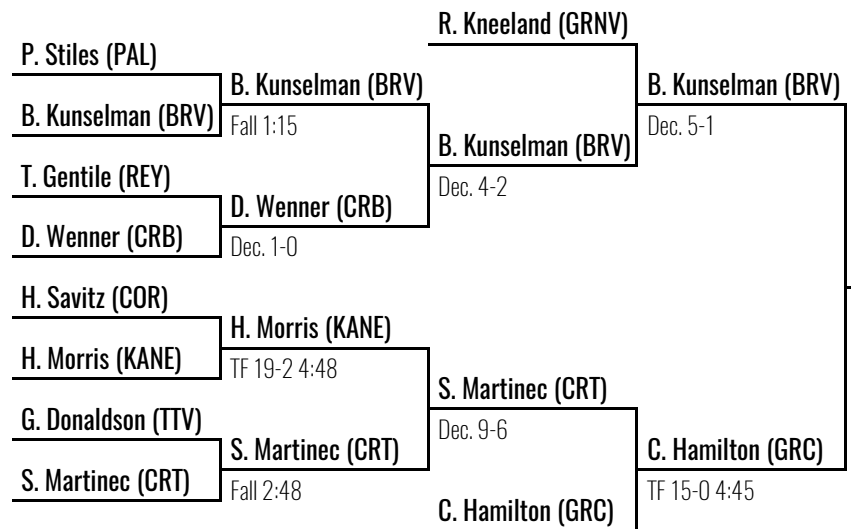 R. Kneeland (GRNV)
P. Stiles (PAL)
B. Kunselman (BRV)
B. Kunselman (BRV)
B. Kunselman (BRV)
Fall 1:15
Dec. 5-1
B. Kunselman (BRV)
T. Gentile (REY)
Dec. 4-2
D. Wenner (CRB)
D. Wenner (CRB)
Dec. 1-0
H. Savitz (COR)
H. Morris (KANE)
H. Morris (KANE)
TF 19-2 4:48
S. Martinec (CRT)
G. Donaldson (TTV)
Dec. 9-6
S. Martinec (CRT)
C. Hamilton (GRC)
S. Martinec (CRT)
Fall 2:48
TF 15-0 4:45
C. Hamilton (GRC)